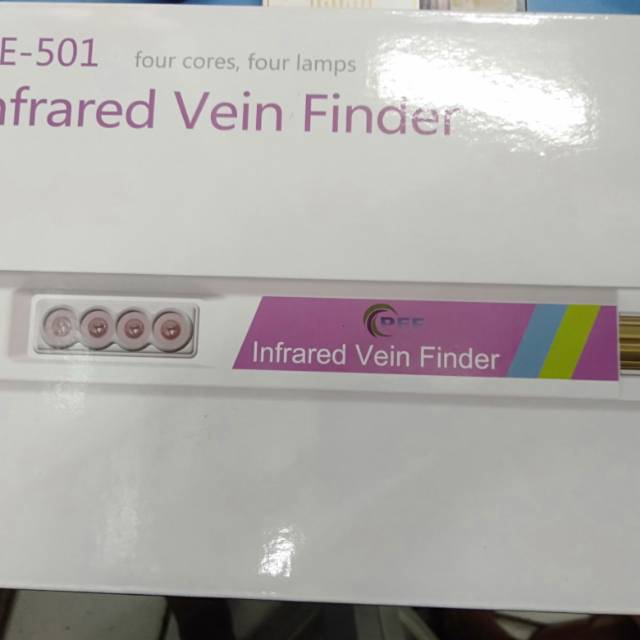 E-501 four cores, four lamps
nfrared Vein Finder
Infrared Vein Finder